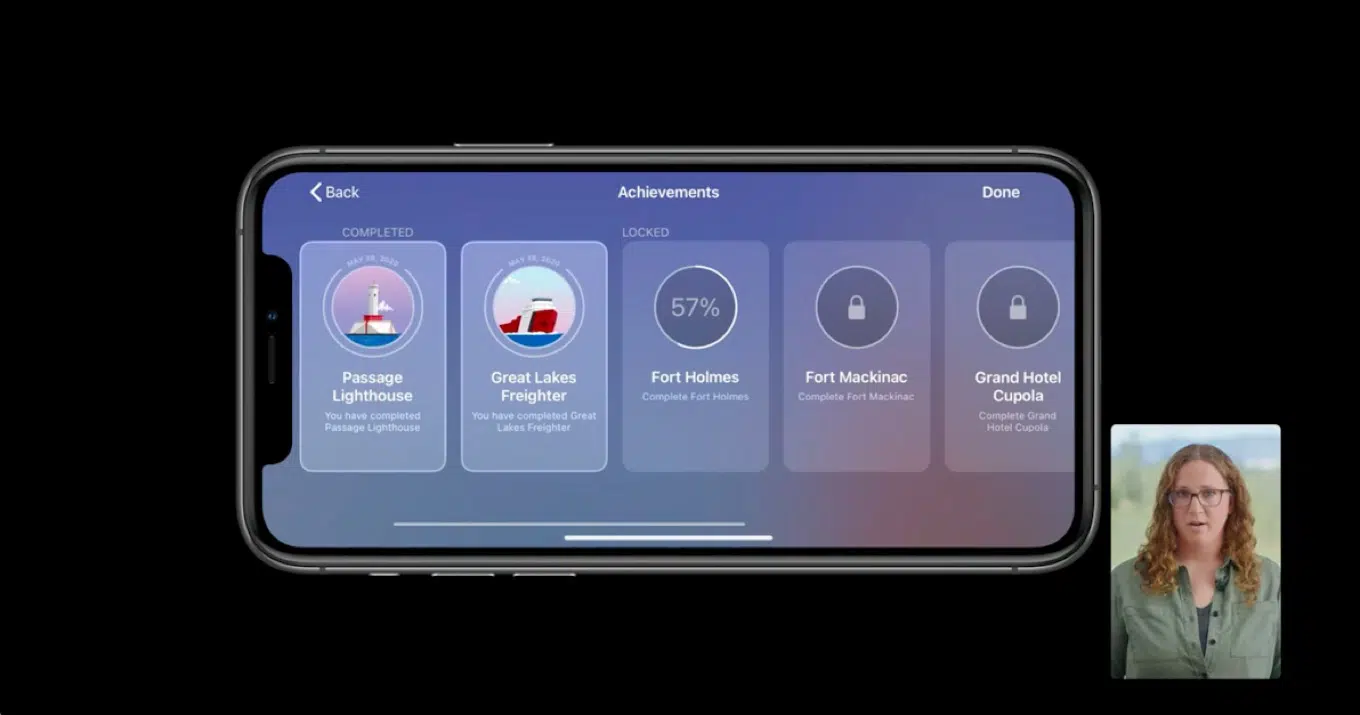 Back
Achievements
Done
COMPLETED
LOCKED
MAY 28, 2020
MAY 28, 2020
57%
Passage
Lighthouse
You have completed
Passage Lighthouse
Great Lakes
Freighter
You have completed Great
Lakes Freighter
Fort Holmes
Complete Fort Holmes
Fort Mackinac
Complete Fort Mackinac
Grand Hotel
Cupola
Complete Grand
Hotel Cupola